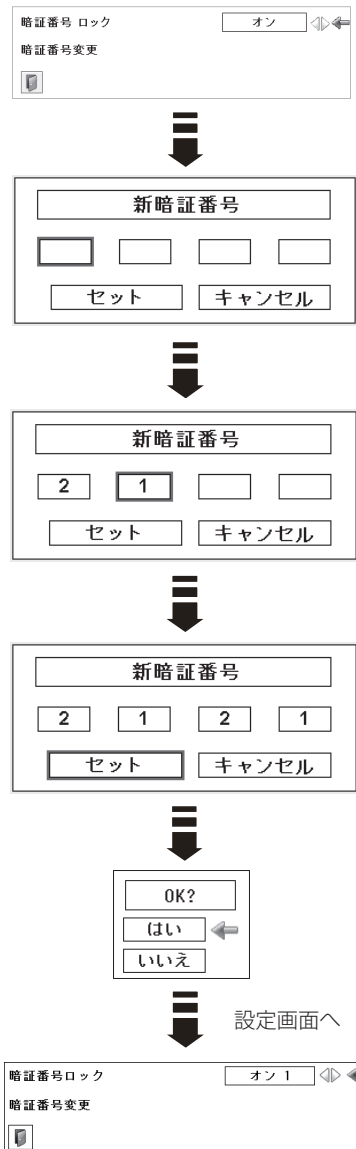 暗証番号 ロック オン
暗証番号変更
新暗証番号
セット キャンセル
新暗証番号
2 1
セット キャンセル
新暗証番号
2 1 2 1
セット キャンセル
OK?
はい
いいえ
設定画面へ
暗証番号ロック オン 1
暗証番号変更